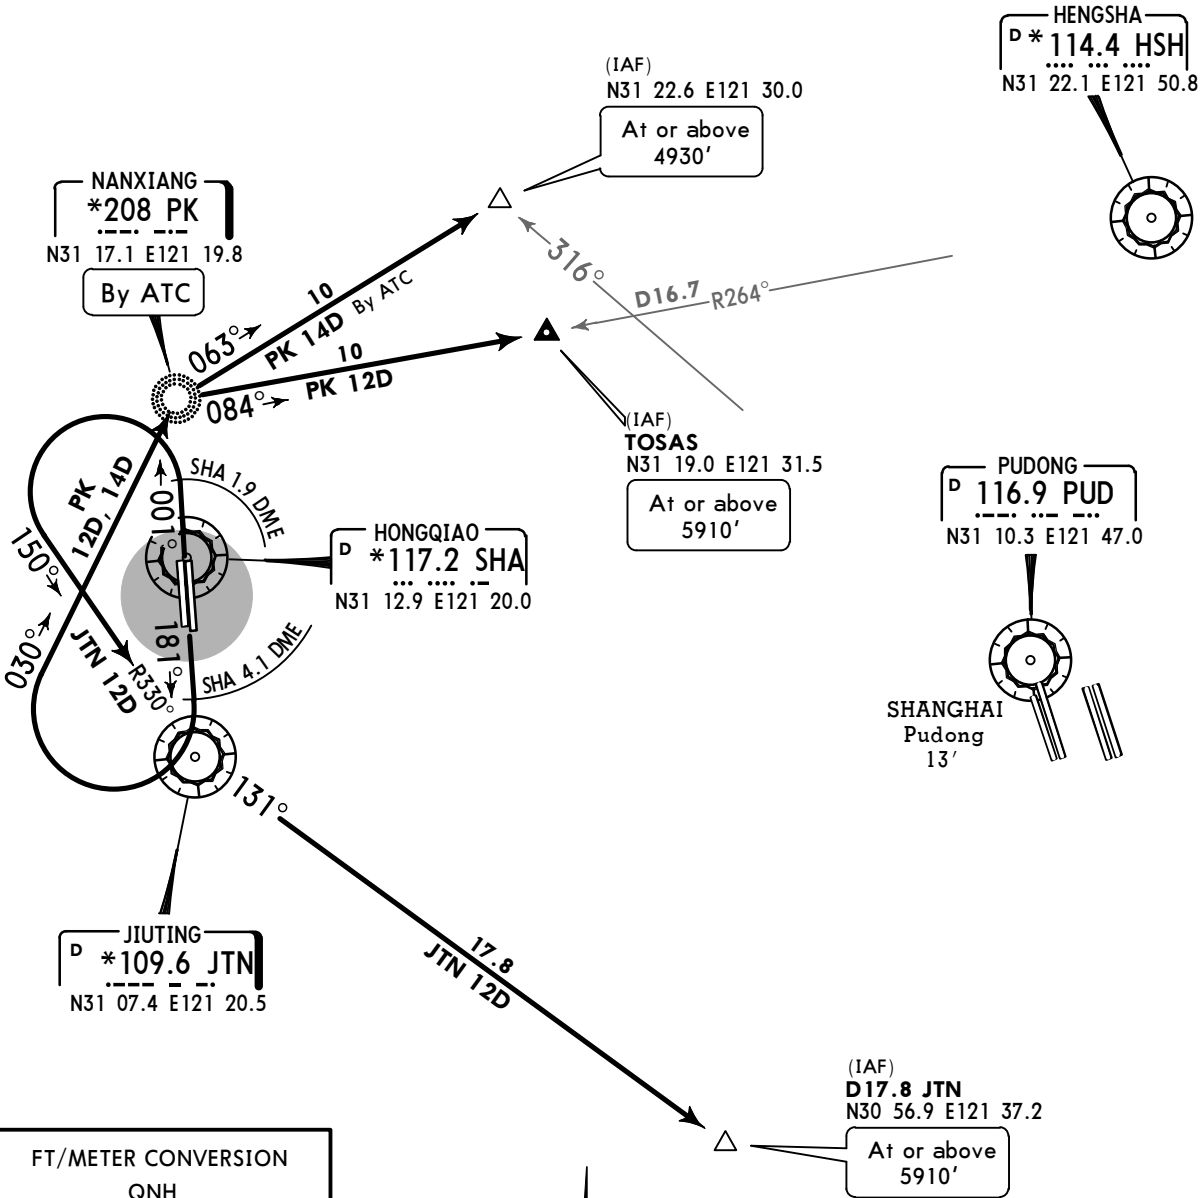 HENGSHA
D * 114.4 HSH
N31 22.1 E121 50.8
(IAF)
N31 22.6 E121 30.0
At or above
4930'
NANXIANG
*208 PK
N31 17.1 E121 19.8
By ATC
316°
D16.7
R264°
10
063°
PK 14D By ATC
10
084°
PK 12D
(IAF)
TOSAS
N31 19.0 E121 31.5
At or above
5910'
PK
12D, 14D
001°
SHA 1.9 DME
HONGQIAO
D *117.2 SHA
N31 12.9 E121 20.0
PUDONG
D 116.9 PUD
N31 10.3 E121 47.0
150°
030°
JTN 12D
R330°
181°
SHA 4.1 DME
SHANGHAI
Pudong
13'
131°
JIUTING
D *109.6 JTN
N31 07.4 E121 20.5
17.8
JTN 12D
(IAF)
D17.8 JTN
N30 56.9 E121 37.2
At or above
5910'
FT/METER CONVERSION
QNH